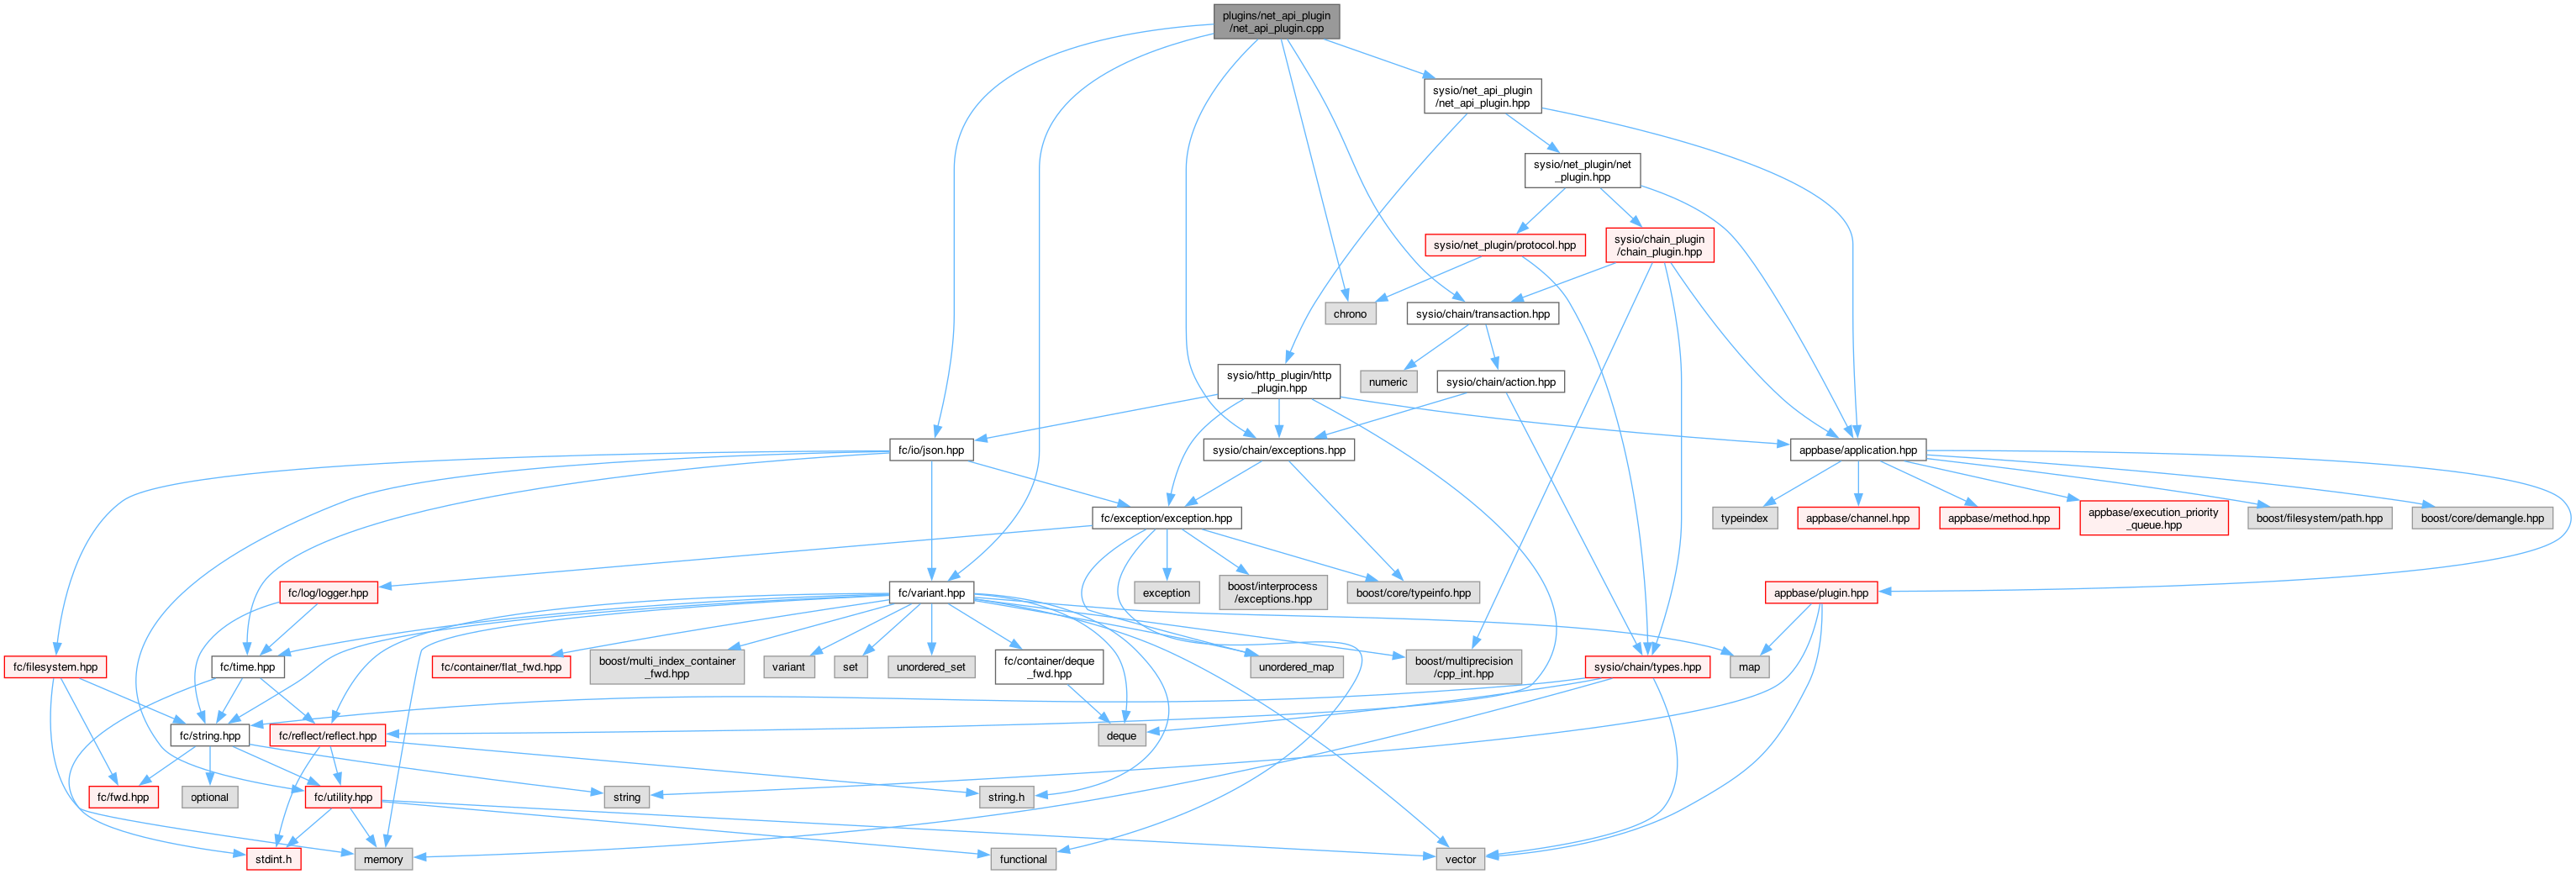 plugins/net_api_plugin
/net_api_plugin.cpp
sysio/net_api_plugin
/net_api_plugin.hpp
sysio/net_plugin/net
_plugin.hpp
sysio/net_plugin/protocol.hpp
sysio/chain_plugin
/chain_plugin.hpp
chrono
sysio/chain/transaction.hpp
sysio/http_plugin/http
_plugin.hpp
numeric
sysio/chain/action.hpp
fc/io/json.hpp
sysio/chain/exceptions.hpp
appbase/application.hpp
fc/exception/exception.hpp
typeindex
appbase/channel.hpp
appbase/method.hpp
appbase/execution_priority
_queue.hpp
boost/filesystem/path.hpp
boost/core/demangle.hpp
fc/log/logger.hpp
fc/variant.hpp
exception
boost/interprocess
/exceptions.hpp
boost/core/typeinfo.hpp
appbase/plugin.hpp
fc/filesystem.hpp
fc/time.hpp
fc/container/flat_fwd.hpp
boost/multi_index_container
_fwd.hpp
variant
set
unordered_set
fc/container/deque
_fwd.hpp
unordered_map
boost/multiprecision
/cpp_int.hpp
sysio/chain/types.hpp
map
fc/string.hpp
fc/reflect/reflect.hpp
deque
fc/fwd.hpp
optional
fc/utility.hpp
string
string.h
stdint.h
memory
functional
vector